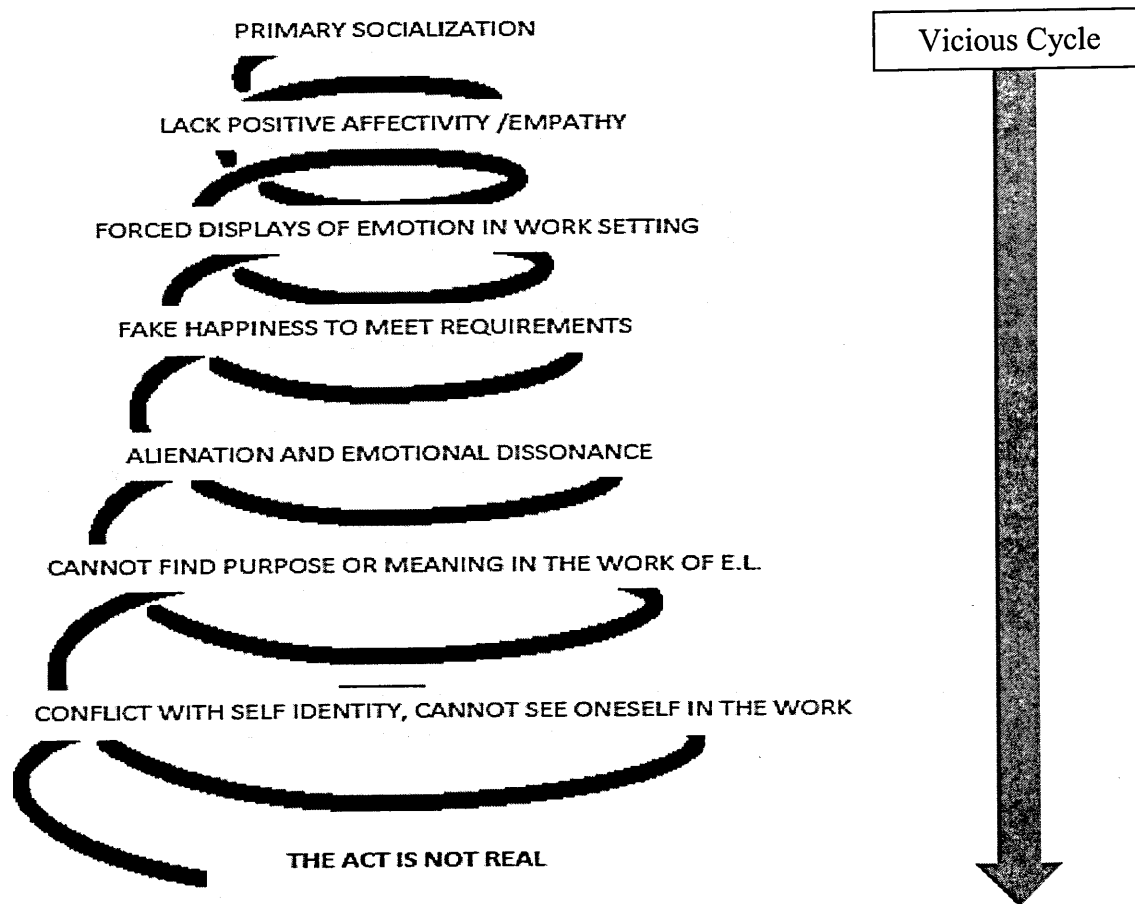 PRIMARY SOCIALIZATION
Vicious Cycle
LACK POSITIVE AFFECTIVITY /EMPATHY
FORCED DISPLAYS OF EMOTION IN WORK SETTING
FAKE HAPPINESS TO MEET REQUIREMENTS
ALIENATION AND EMOTIONAL DISSONANCE
CANNOT FIND PURPOSE OR MEANING IN THE WORK OF E.L.
CONFLICT WITH SELF IDENTITY, CANNOT SEE ONESELF IN THE WORK
THE ACT IS NOT REAL